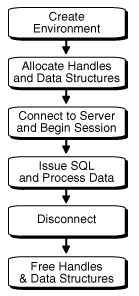 Create
Environment
Allocate Handles
and Data Structures
Connect to Server
and Begin Session
Issue SQL
and Process Data
Disconnect
Free Handles
& Data Structures